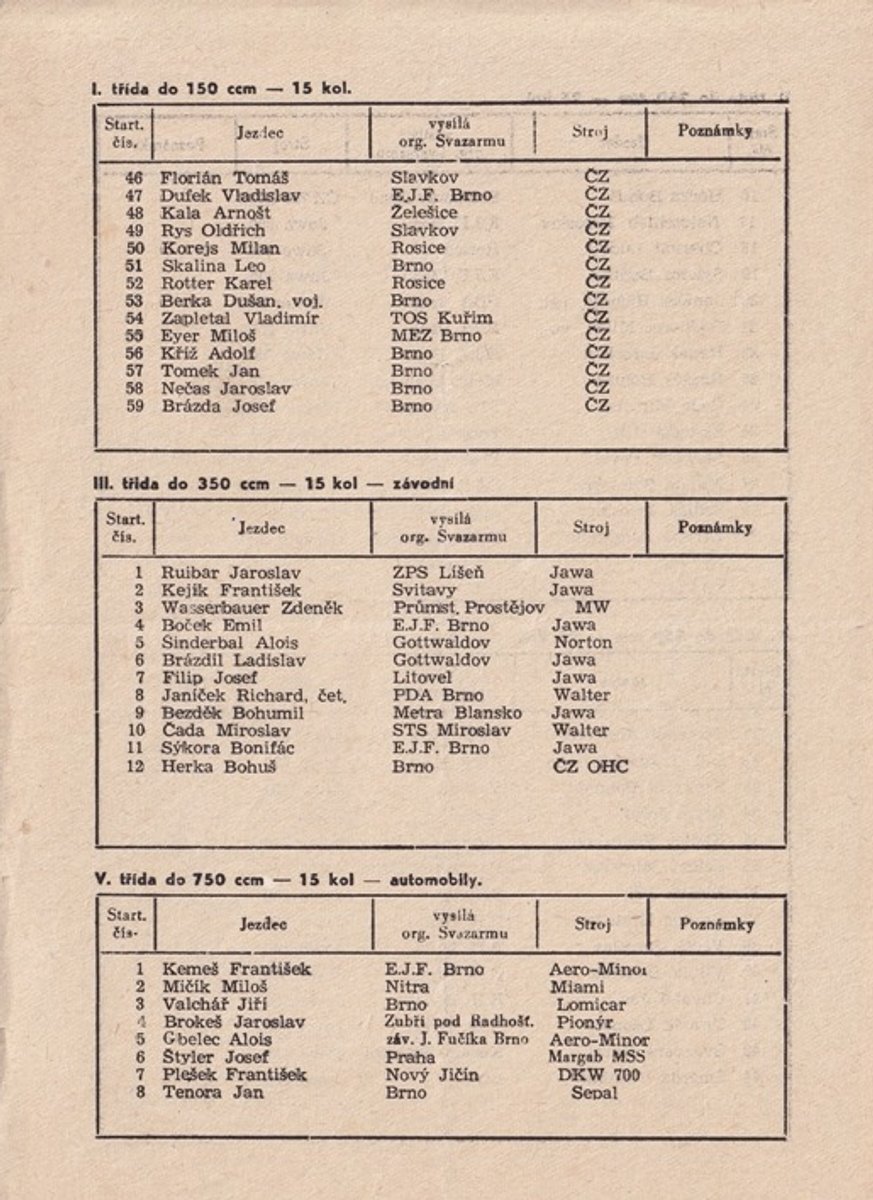 I. třída do 150 ccm — 15 kol.
Start. čís. Jezdec vysílá org. Svazarmu Stroj Poznámky
46 Florián Tomáš Slavkov ČZ
47 Dufek Vladislav E.J.F. Brno ČZ
48 Kala Arnošt Želešice ČZ
49 Rys Oldřich Slavkov ČZ
50 Korejs Milan Rosice ČZ
51 Skalina Leo Brno ČZ
52 Rotter Karel Rosice ČZ
53 Berka Dušan, voj. Brno ČZ
54 Zapletal Vladimír TOS Kuřim ČZ
55 Eyer Miloš MEZ Brno ČZ
56 Kříž Adolf Brno ČZ
57 Tomek Jan Brno ČZ
58 Nečas Jaroslav Brno ČZ
59 Brázda Josef Brno ČZ
III. třída do 350 ccm — 15 kol — závodní
Start. čís. Jezdec vysílá org. Svazarmu Stroj Poznámky
1 Ruibar Jaroslav ZPS Líšeň Jawa
2 Kejík František Svitavy Jawa
3 Wasserbauer Zdeněk Průmst. Prostějov MW
4 Boček Emil E.J.F. Brno Jawa
5 Sinderbal Alois Gottwaldov Norton
6 Brázdil Ladislav Gottwaldov Jawa
7 Filip Josef Litovel Jawa
8 Janíček Richard, čet. PDA Brno Walter
9 Bezděk Bohumil Metra Blansko Jawa
10 Čada Miroslav STS Miroslav Walter
11 Sýkora Bonifác E.J.F. Brno Jawa
12 Herka Bohuš Brno ČZ OHC
V. třída do 750 ccm — 15 kol — automobily.
Start. čís. Jezdec vysílá org. Svazarmu Stroj Poznámky
1 Kemeš František E.J.F. Brno Aero-Minor
2 Mičík Miloš Nitra Miami
3 Valchář Jiří Brno Lomicar
4 Brokeš Jaroslav Zubří pod Radhošť. Pionýr
5 Gbelec Alois záv. J. Fučíka Brno Aero-Minor
6 Štyler Josef Praha Margab MSS
7 Plešek František Nový Jičín DKW 700
8 Tenora Jan Brno Sepal